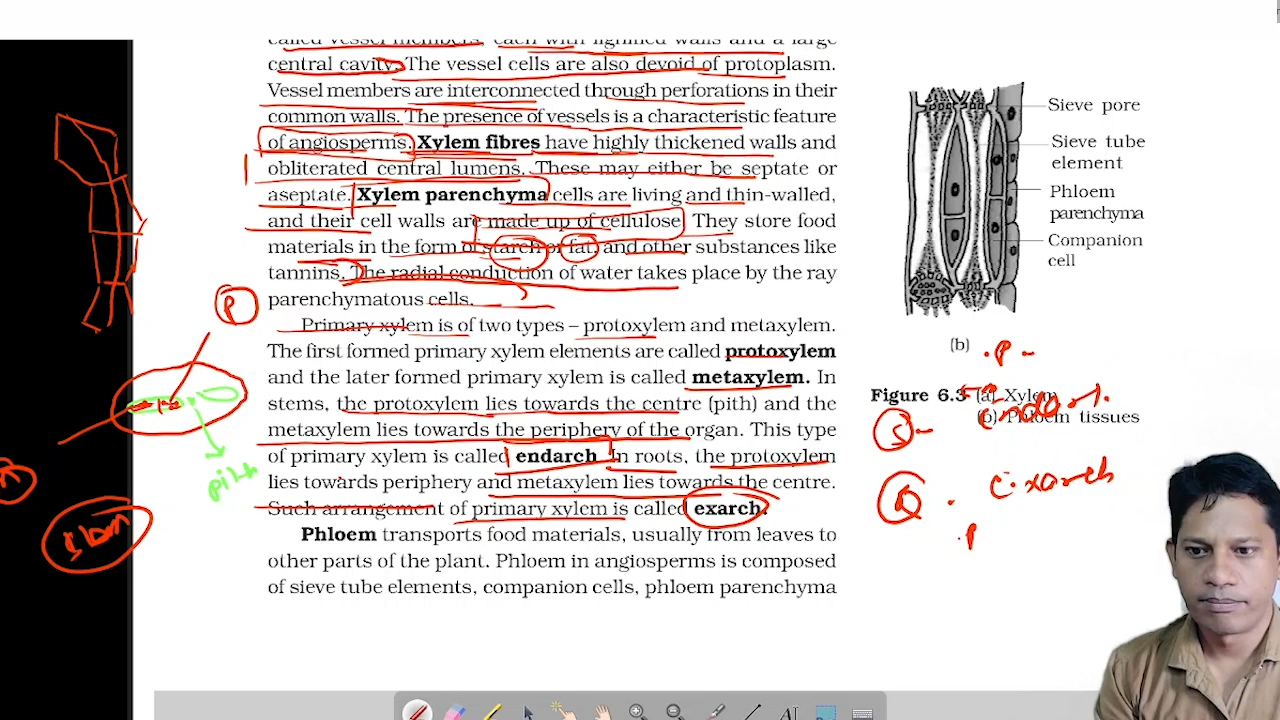 called vessel members, each with lignified walls and a large
central cavity. The vessel cells are also devoid of protoplasm.
Vessel members are interconnected through perforations in their
common walls. The presence of vessels is a characteristic feature
of angiosperms. Xylem fibres have highly thickened walls and
obliterated central lumens. These may either be septate or
aseptate. Xylem parenchyma cells are living and thin-walled,
and their cell walls are made up of cellulose. They store food
materials in the form of starch or fat, and other substances like
tannins. The radial conduction of water takes place by the ray
parenchymatous cells.
Primary xylem is of two types – protoxylem and metaxylem.
The first formed primary xylem elements are called protoxylem
and the later formed primary xylem is called metaxylem. In
stems, the protoxylem lies towards the centre (pith) and the
metaxylem lies towards the periphery of the organ. This type
of primary xylem is called endarch. In roots, the protoxylem
lies towards periphery and metaxylem lies towards the centre.
Such arrangement of primary xylem is called exarch.
Phloem transports food materials, usually from leaves to
other parts of the plant. Phloem in angiosperms is composed
of sieve tube elements, companion cells, phloem parenchyma
Sieve pore
Sieve tube
element
Phloem
parenchyma
Companion
cell
(b)
Figure 6.3 (a) Xylem
(b) Phloem tissues
P
pith
P
S
exarch
R
P